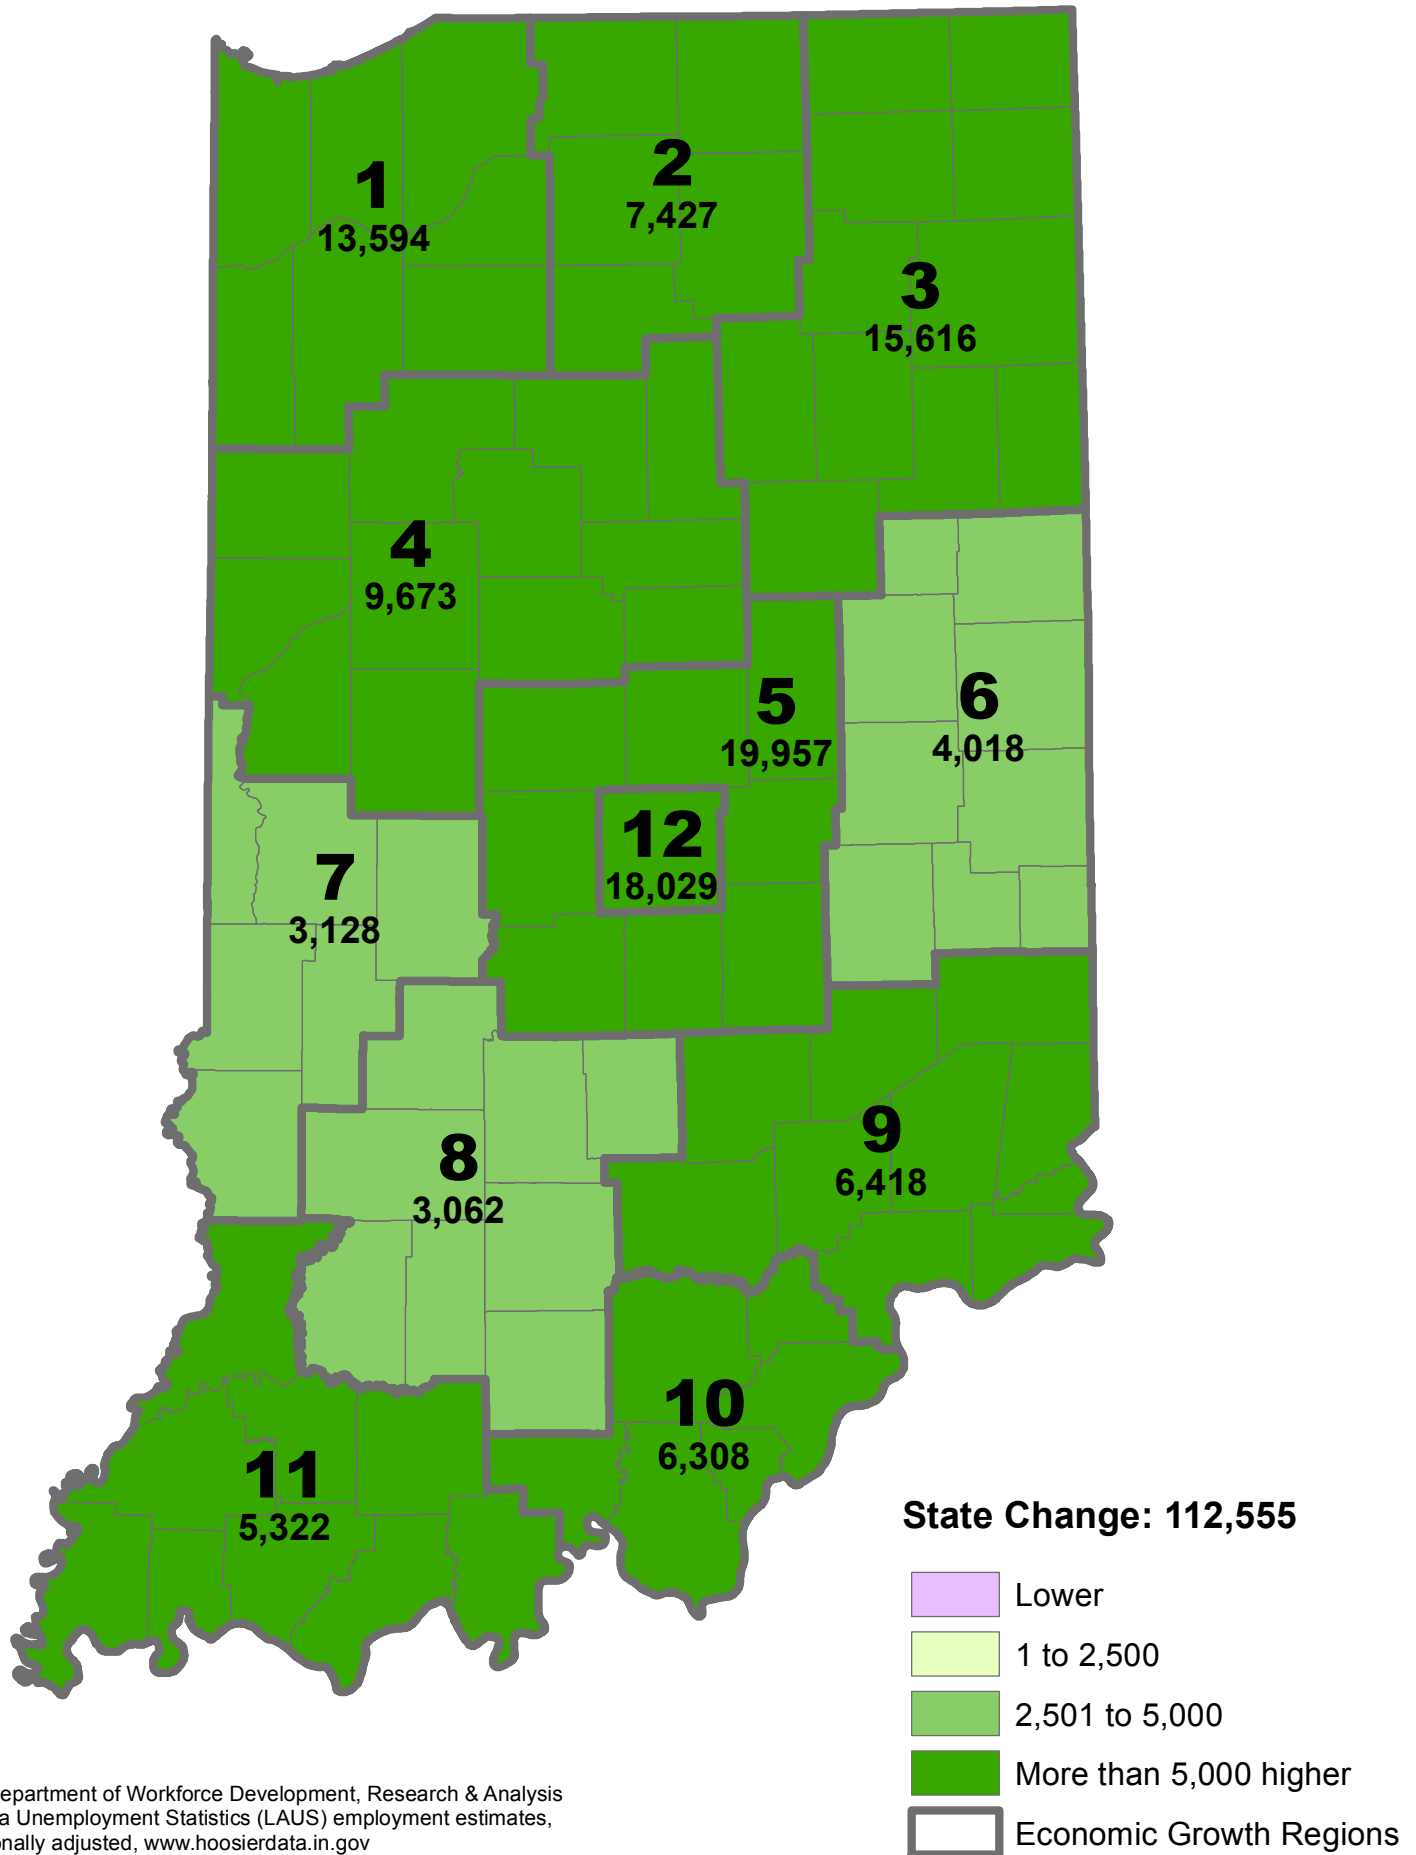 1
13,594
2
7,427
3
15,616
4
9,673
5
19,957
6
4,018
12
18,029
7
3,128
8
3,062
9
6,418
10
6,308
11
5,322
State Change: 112,555
Lower
1 to 2,500
2,501 to 5,000
More than 5,000 higher
Economic Growth Regions
epartment of Workforce Development, Research & Analysis
a Unemployment Statistics (LAUS) employment estimates,
nally adjusted, www.hoosierdata.in.gov